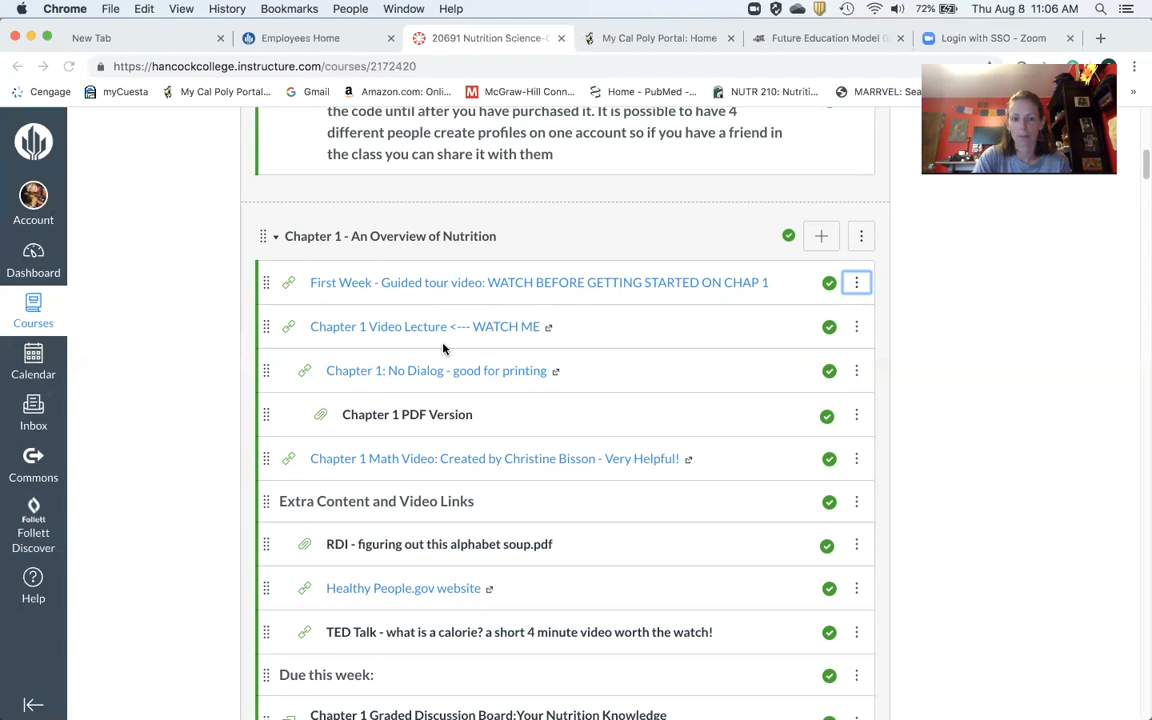 Chrome File Edit View History Bookmarks People Window Help 72% Thu Aug 8 11:06 AM
New Tab Employees Home 20691 Nutrition Science- My Cal Poly Portal: Home Future Education Model Login with SSO - Zoom
https://hancockcollege.instructure.com/courses/2172420
Cengage myCuesta My Cal Poly Portal... Gmail Amazon.com: Onli... McGraw-Hill Conn... Home - PubMed -... NUTR 210: Nutriti... MARRVEL: Sea »
the code until after you have purchased it. It is possible to have 4
different people create profiles on one account so if you have a friend in
the class you can share it with them
Account
Dashboard
Courses
Calendar
Inbox
Commons
Follett
Follett
Discover
Help
Chapter 1 - An Overview of Nutrition
First Week - Guided tour video: WATCH BEFORE GETTING STARTED ON CHAP 1
Chapter 1 Video Lecture <--- WATCH ME
Chapter 1: No Dialog - good for printing
Chapter 1 PDF Version
Chapter 1 Math Video: Created by Christine Bisson - Very Helpful!
Extra Content and Video Links
RDI - figuring out this alphabet soup.pdf
Healthy People.gov website
TED Talk - what is a calorie? a short 4 minute video worth the watch!
Due this week:
Chapter 1 Graded Discussion Board:Your Nutrition Knowledge